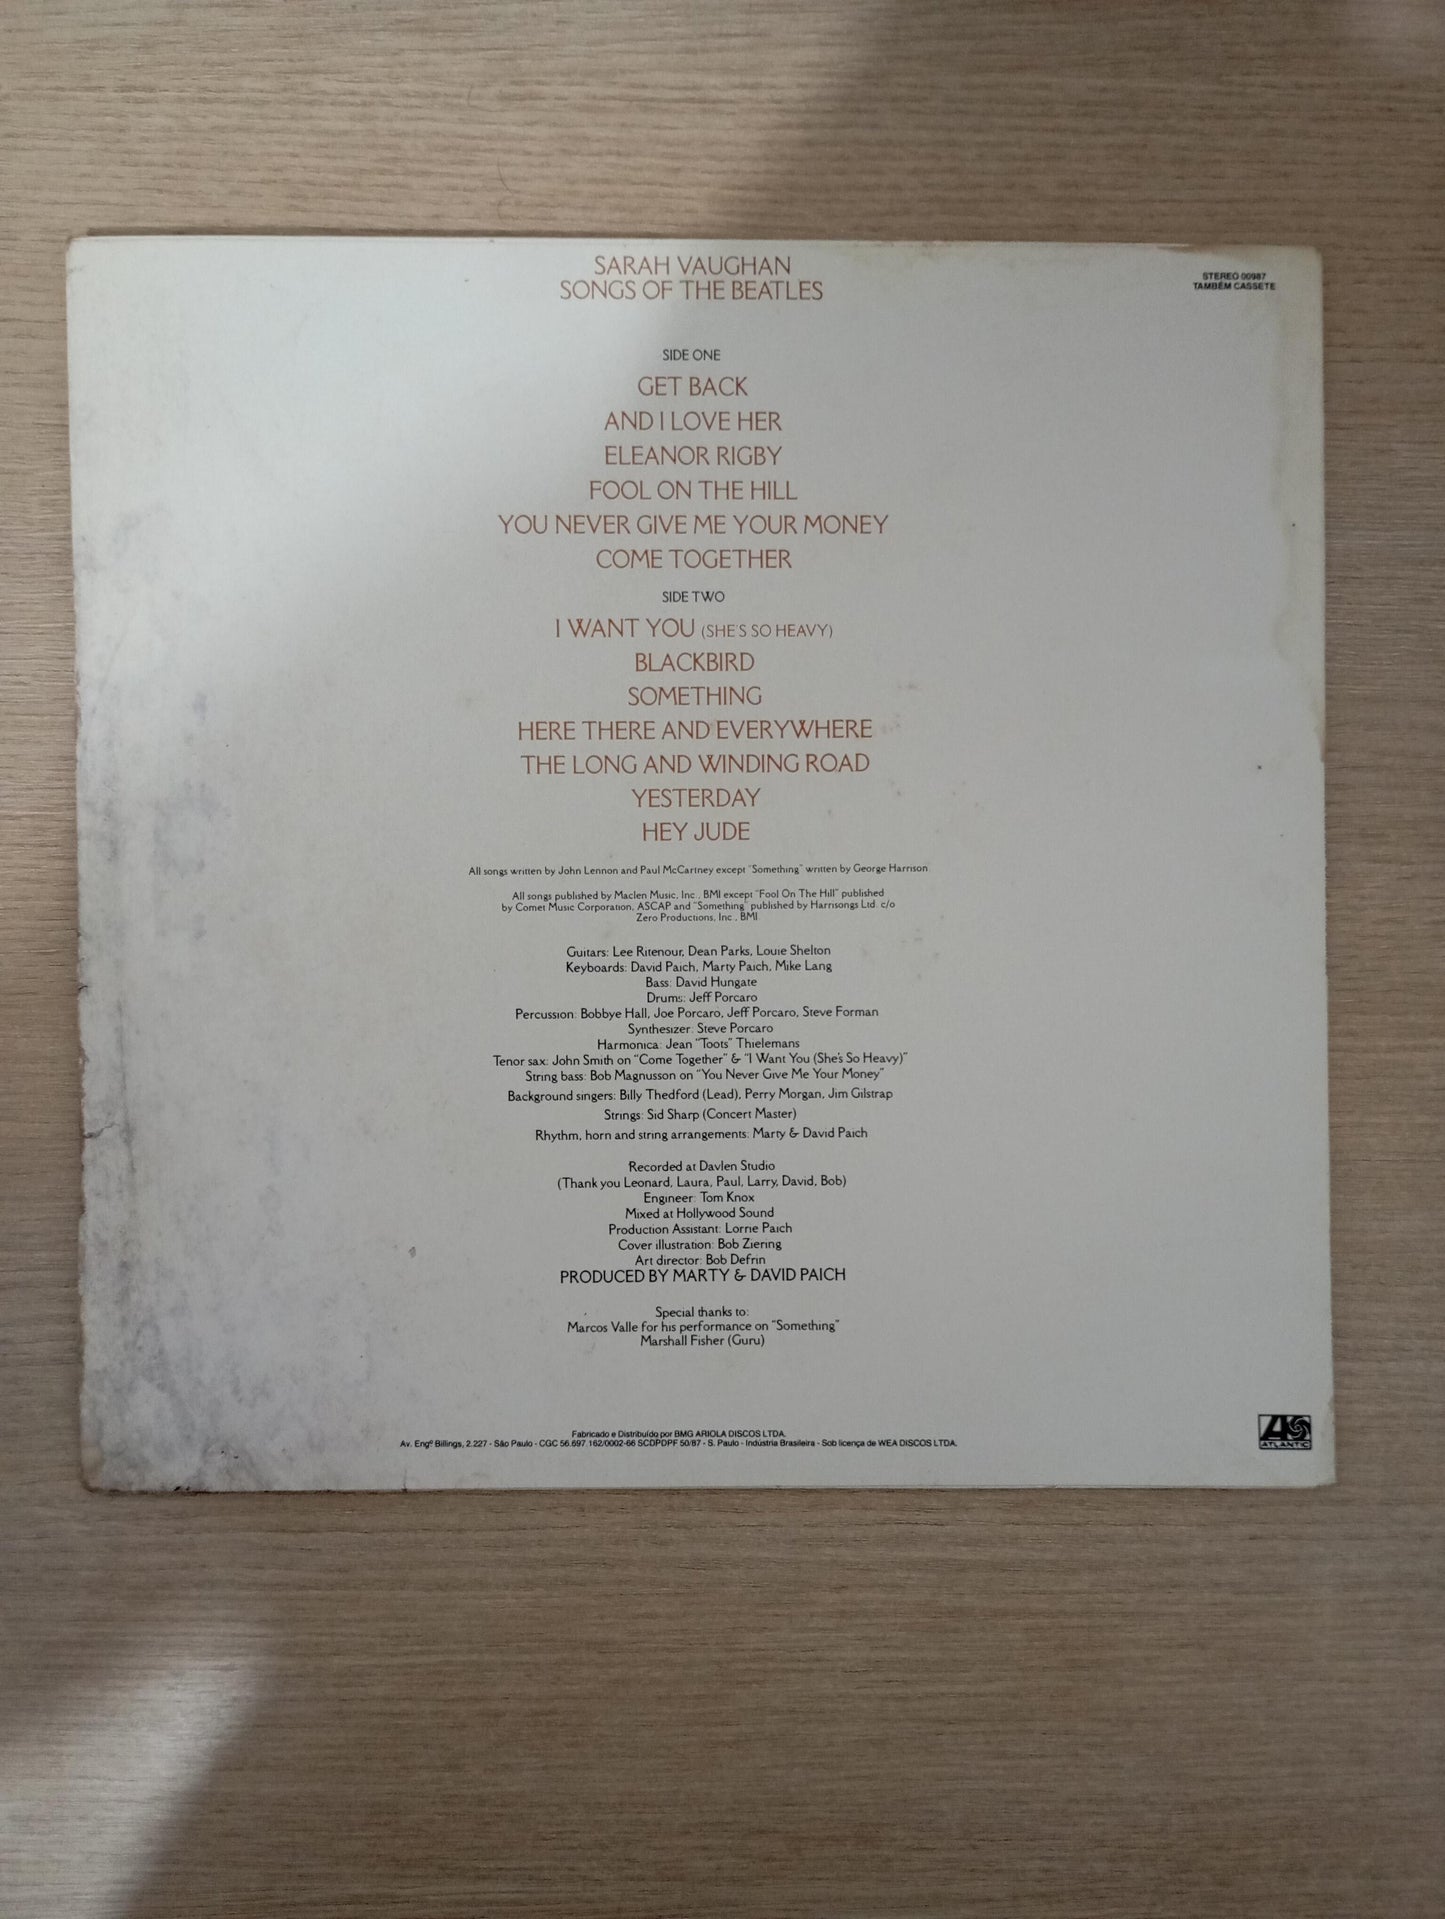 SARAH VAUGHAN
SONGS OF THE BEATLES
STEREO 00987
TAMBÉM CASSETE
SIDE ONE
GET BACK
AND I LOVE HER
ELEANOR RIGBY
FOOL ON THE HILL
YOU NEVER GIVE ME YOUR MONEY
COME TOGETHER
SIDE TWO
I WANT YOU (SHE'S SO HEAVY)
BLACKBIRD
SOMETHING
HERE THERE AND EVERYWHERE
THE LONG AND WINDING ROAD
YESTERDAY
HEY JUDE
All songs written by John Lennon and Paul McCartney except "Something" written by George Harrison
All songs published by Maclen Music, Inc., BMI except "Fool On The Hill" published
by Comet Music Corporation, ASCAP and "Something" published by Harrisongs Ltd. c/o
Zero Productions, Inc., BMI
Guitars: Lee Ritenour, Dean Parks, Louie Shelton
Keyboards: David Paich, Marty Paich, Mike Lang
Bass: David Hungate
Drums: Jeff Porcaro
Percussion: Bobbye Hall, Joe Porcaro, Jeff Porcaro, Steve Forman
Synthesizer: Steve Porcaro
Harmonica: Jean "Toots" Thielemans
Tenor sax: John Smith on "Come Together" & "I Want You (She's So Heavy)"
String bass: Bob Magnusson on "You Never Give Me Your Money"
Background singers: Billy Thedford (Lead), Perry Morgan, Jim Gilstrap
Strings: Sid Sharp (Concert Master)
Rhythm, horn and string arrangements: Marty & David Paich
Recorded at Davlen Studio
(Thank you Leonard, Laura, Paul, Larry, David, Bob)
Engineer: Tom Knox
Mixed at Hollywood Sound
Production Assistant: Lorrie Paich
Cover illustration: Bob Ziering
Art director: Bob Defrin
PRODUCED BY MARTY & DAVID PAICH
Special thanks to:
Marcos Valle for his performance on "Something"
Marshall Fisher (Guru)
Fabricado e Distribuído por BMG ARIOLA DISCOS LTDA.
Av. Engº Billings, 2.227 - São Paulo - CGC 56.697.162/0002-66 SCDPDPF 50/87 - S. Paulo - Indústria Brasileira - Sob licença de WEA DISCOS LTDA.
ATLANTIC